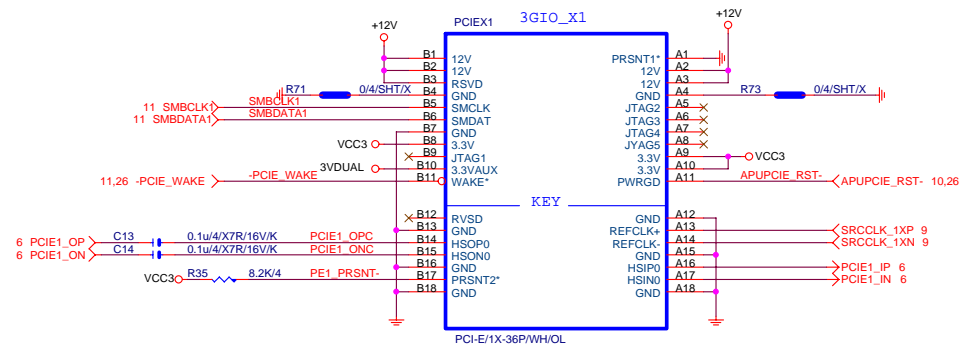 3GIO_X1
+12V PCIEX1 +12V
B1 12V PRSNT1* A1
B2 12V 12V A2
B3 RSVD 12V A3
R71 0/4/SHT/X B4 GND GND A4 R73 0/4/SHT/X
11 SMBCLK1 SMBCLK1 B5 SMCLK JTAG2 A5
11 SMBDATA1 SMBDATA1 B6 SMDAT JTAG3 A6
B7 GND JTAG4 A7
VCC3 B8 3.3V JYAG5 A8
B9 JTAG1 3.3V A9 VCC3
3VDUAL B10 3.3VAUX 3.3V A10
11,26 -PCIE_WAKE -PCIE_WAKE B11 WAKE* PWRGD A11 APUPCIE_RST- APUPCIE_RST- 10,26
KEY
B12 RVSD GND A12
B13 GND REFCLK+ A13 SRCCLK_1XP 9
6 PCIE1_OP C13 0.1u/4/X7R/16V/K PCIE1_OPC B14 HSOP0 REFCLK- A14 SRCCLK_1XN 9
6 PCIE1_ON C14 0.1u/4/X7R/16V/K PCIE1_ONC B15 HSON0 GND A15
B16 GND HSIP0 A16 PCIE1_IP 6
VCC3 R35 8.2K/4 PE1_PRSNT- B17 PRSNT2* HSIN0 A17 PCIE1_IN 6
B18 GND GND A18
PCI-E/1X-36P/WH/OL